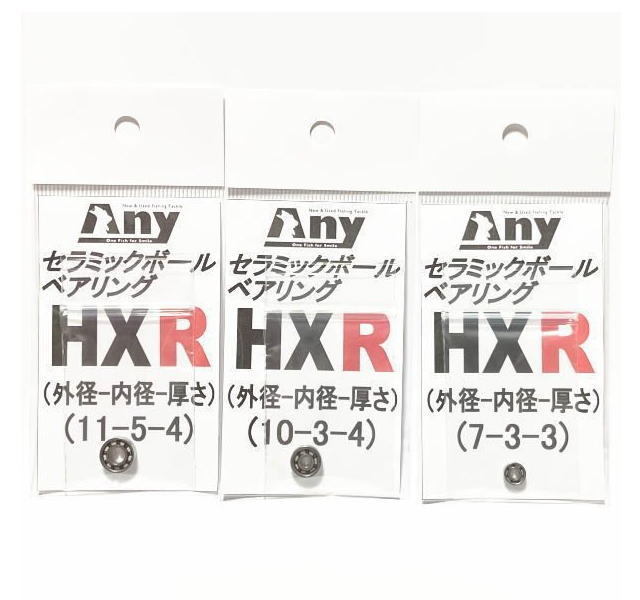 New & Used Fishing Tackle
Any
One Fish for Smile
セラミックボール
ベアリング
HXR
(外径-内径-厚さ)
(11-5-4)
New & Used Fishing Tackle
Any
One Fish for Smile
セラミックボール
ベアリング
HXR
(外径-内径-厚さ)
(10-3-4)
New & Used Fishing Tackle
Any
One Fish for Smile
セラミックボール
ベアリング
HXR
(外径-内径-厚さ)
(7-3-3)